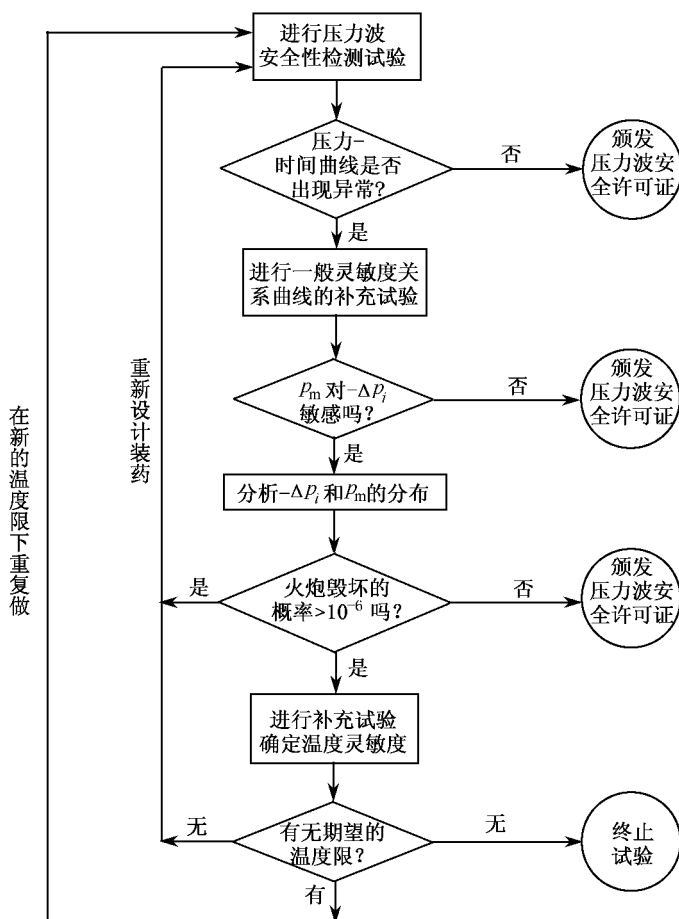 进行压力波
安全性检测试验
压力-
时间曲线是否
出现异常?
否
颁发
压力波安
全许可证
是
进行一般灵敏度关
系曲线的补充试验
pm对-Δpi
敏感吗?
否
颁发
压力波安
全许可证
是
分析-Δpi和pm的分布
火炮毁坏的
概率>10⁻⁶吗?
是
否
颁发
压力波安
全许可证
是
进行补充试验
确定温度灵敏度
有无期望的
温度限?
无
无
终止
试验
有
重新设计装药
在新的温度限下重复做